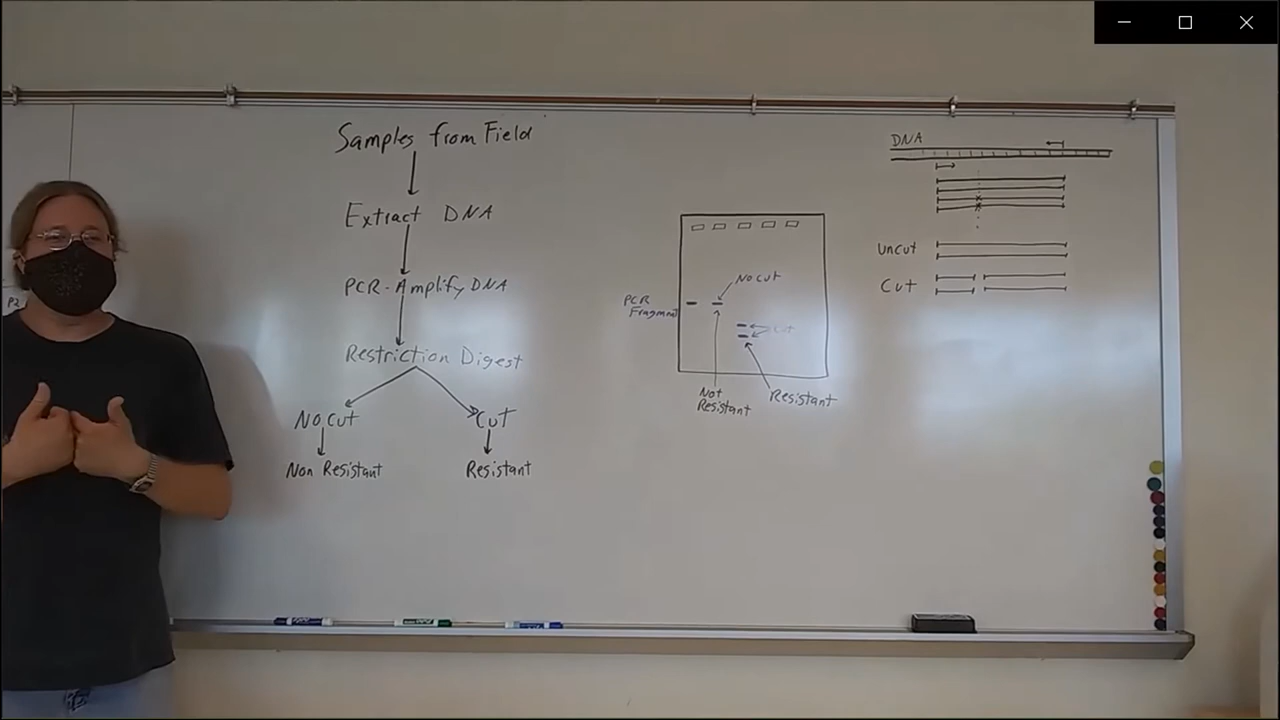 Samples from Field
Extract DNA
PCR-Amplify DNA
Restriction Digest
No cut
Cut
Non Resistant
Resistant
No cut
PCR
Fragment
Cut
Not
Resistant
Resistant
DNA
Uncut
Cut
P2